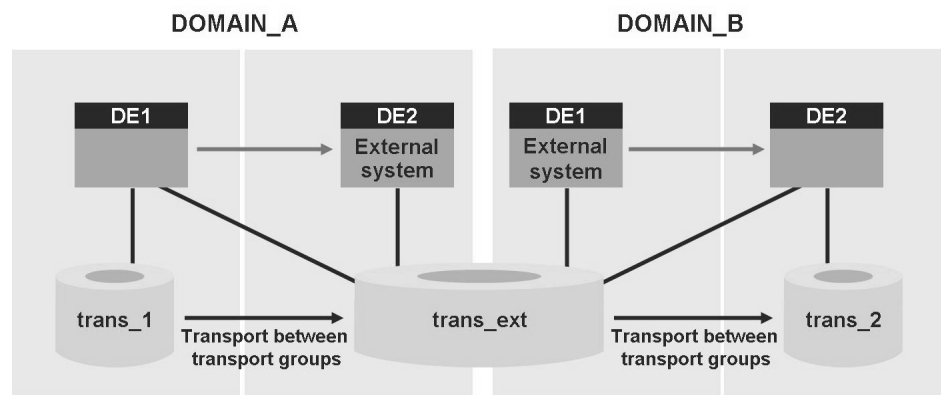 DOMAIN_A
DOMAIN_B
DE1
DE2
External
system
DE1
External
system
DE2
trans_1
Transport between
transport groups
trans_ext
Transport between
transport groups
trans_2